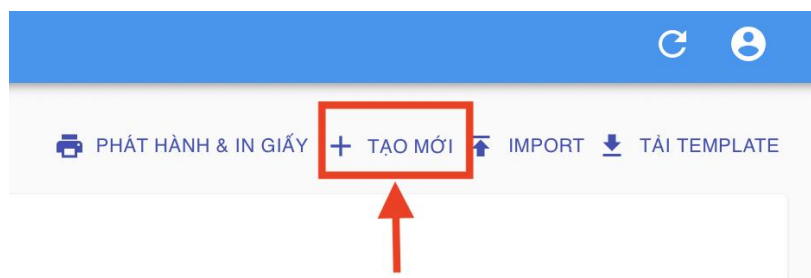 PHÁT HÀNH & IN GIẤY + TẠO MỚI IMPORT TẢI TEMPLATE